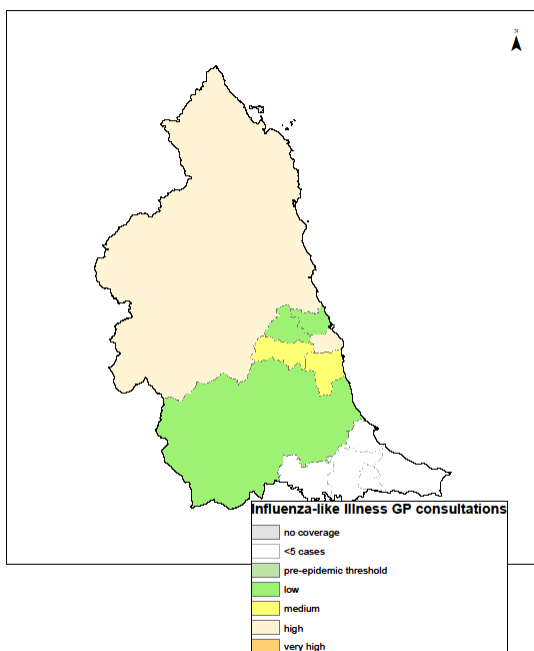 N
Influenza-like Illness GP consultations
no coverage
<5 cases
pre-epidemic threshold
low
medium
high
very high